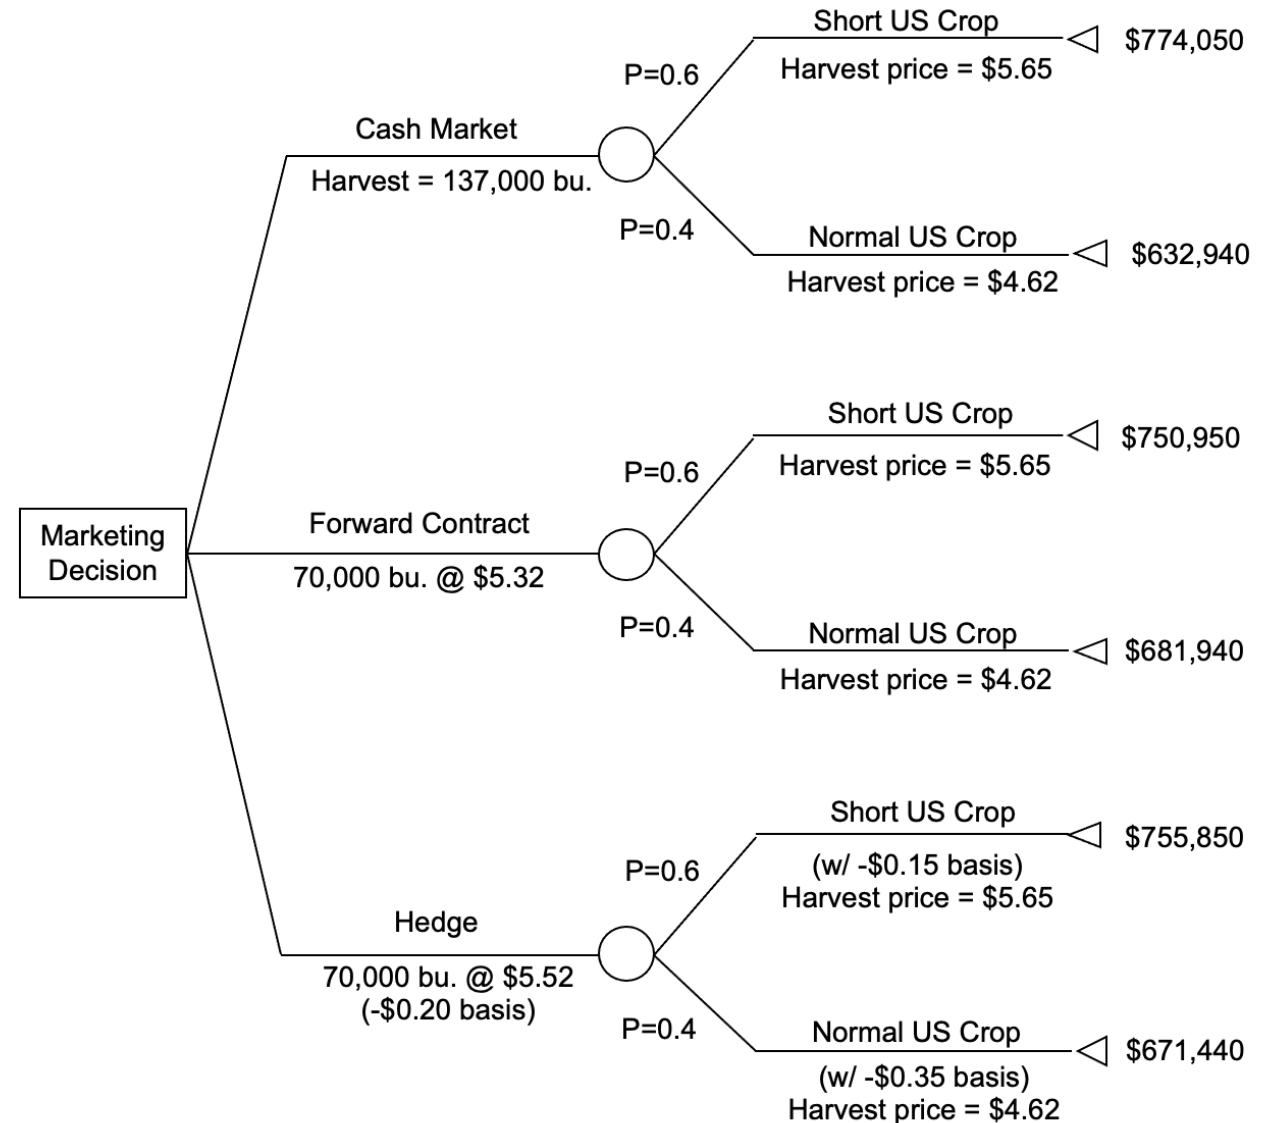 Short US Crop
$774,050
P=0.6
Harvest price = $5.65
Cash Market
Harvest = 137,000 bu.
P=0.4
Normal US Crop
$632,940
Harvest price = $4.62
Short US Crop
$750,950
P=0.6
Harvest price = $5.65
Marketing
Decision
Forward Contract
70,000 bu. @ $5.32
P=0.4
Normal US Crop
$681,940
Harvest price = $4.62
Short US Crop
$755,850
P=0.6
(w/ -$0.15 basis)
Harvest price = $5.65
Hedge
70,000 bu. @ $5.52
(-$0.20 basis)
P=0.4
Normal US Crop
$671,440
(w/ -$0.35 basis)
Harvest price = $4.62